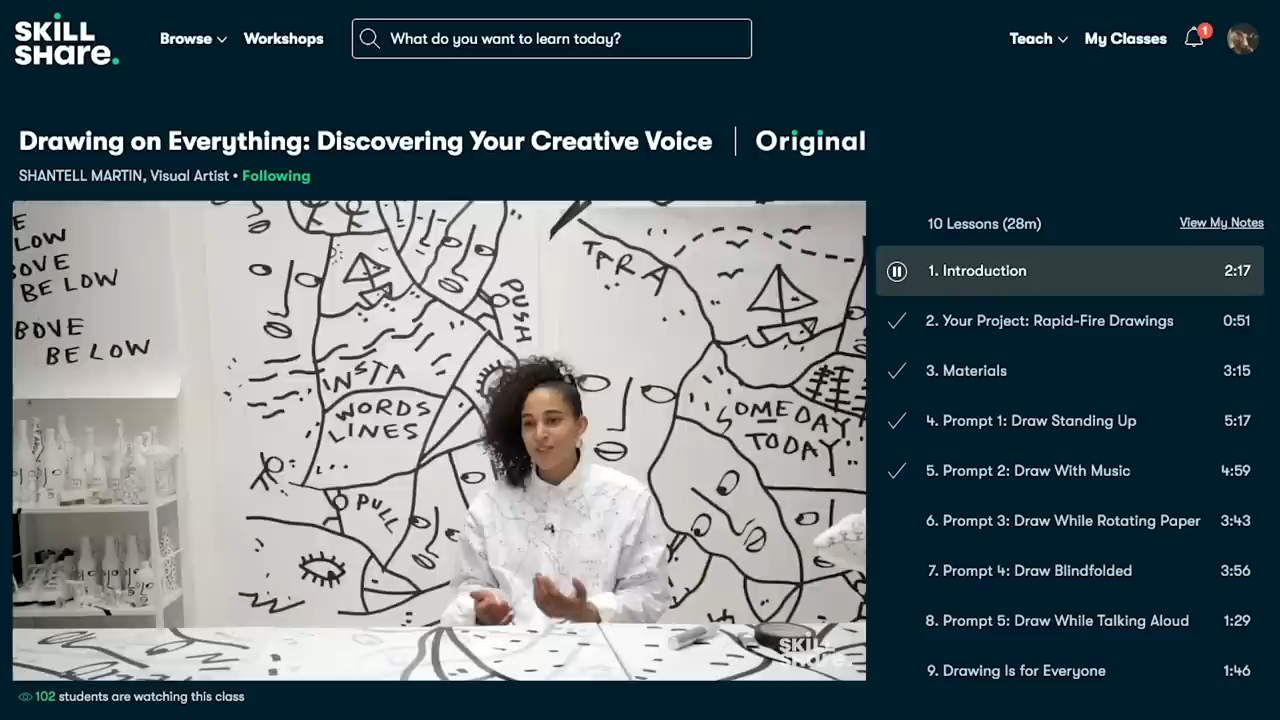 SKILL
SHARE.
Browse
Workshops
What do you want to learn today?
Teach
My Classes
1
Drawing on Everything: Discovering Your Creative Voice | Original
SHANTELL MARTIN, Visual Artist • Following
E
LOW
BOVE
BE LOW
BOVE
BE LOW
INSTA
WORDS
LINES
PULL
PUSH
TARA
SOMEDAY
TODAY
SKILL
SHARE.
102 students are watching this class
10 Lessons (28m)
View My Notes
1. Introduction 2:17
2. Your Project: Rapid-Fire Drawings 0:51
3. Materials 3:15
4. Prompt 1: Draw Standing Up 5:17
5. Prompt 2: Draw With Music 4:59
6. Prompt 3: Draw While Rotating Paper 3:43
7. Prompt 4: Draw Blindfolded 3:56
8. Prompt 5: Draw While Talking Aloud 1:29
9. Drawing Is for Everyone 1:46